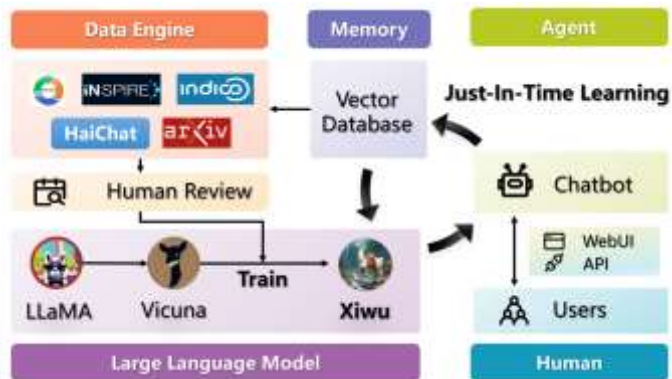 Data Engine
Memory
Agent
iNSPIRE
indico
HaiChat
arXiv
Vector
Database
Just-In-Time Learning
Human Review
Chatbot
WebUI
API
Train
LLaMA
Vicuna
Xiwu
Users
Large Language Model
Human